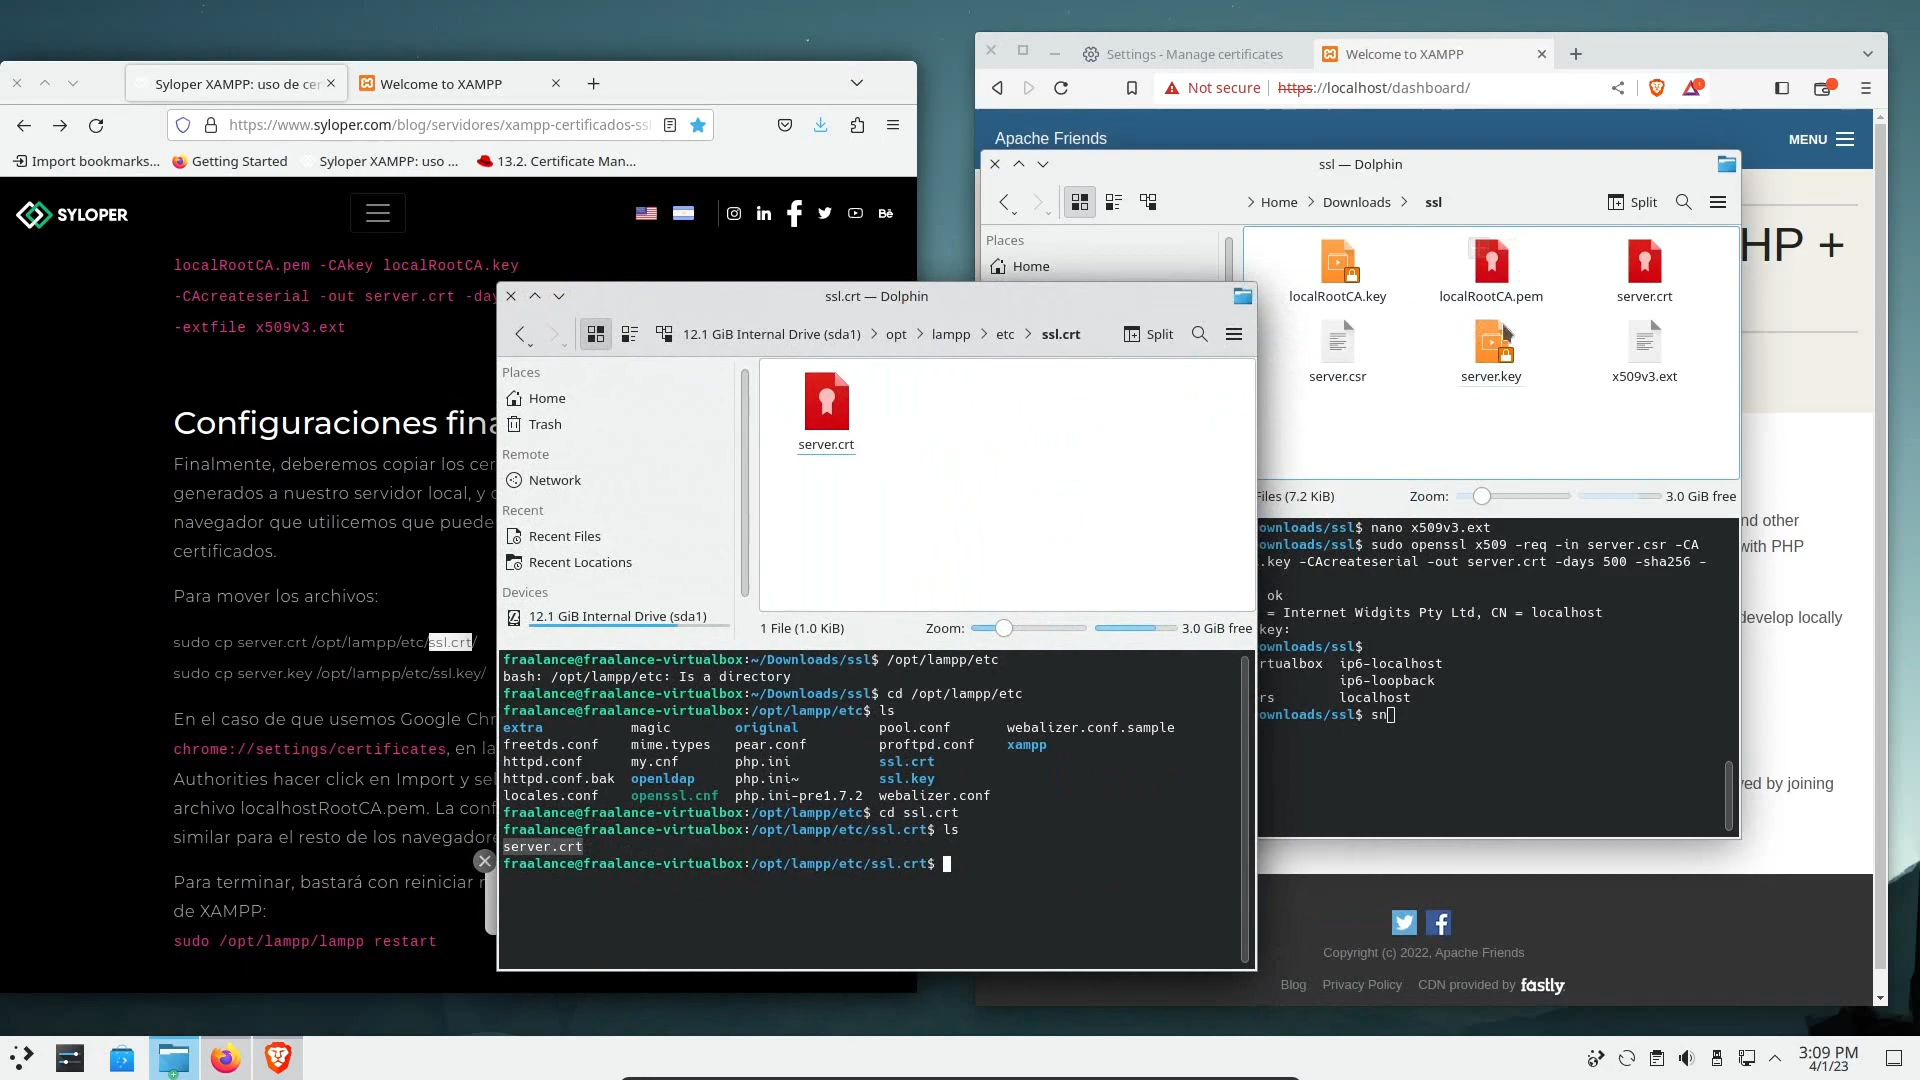 Syloper XAMPP: uso de cer
Welcome to XAMPP
https://www.syloper.com/blog/servidores/xampp-certificados-ssl
Import bookmarks...
Getting Started
Syloper XAMPP: uso ...
13.2. Certificate Man...
SYLOPER
Bē
localRootCA.pem -CAkey localRootCA.key
-CAcreateserial -out server.crt -day
-extfile x509v3.ext
Configuraciones fina
Finalmente, deberemos copiar los cer
generados a nuestro servidor local, y c
navegador que utilicemos que puede
certificados.
Para mover los archivos:
sudo cp server.crt /opt/lampp/etc/ssl.crt/
sudo cp server.key /opt/lampp/etc/ssl.key/
En el caso de que usemos Google Chr
chrome://settings/certificates, en la
Authorities hacer click en Import y sel
archivo localhostRootCA.pem. La conf
similar para el resto de los navegadore
Para terminar, bastará con reiniciar n
de XAMPP:
sudo /opt/lampp/lampp restart
Settings - Manage certificates
Welcome to XAMPP
Not secure
https://localhost/dashboard/
Apache Friends
MENU
HP +
nd other
with PHP
develop locally
ved by joining
Copyright (c) 2022, Apache Friends
Blog Privacy Policy CDN provided by fastly
ssl — Dolphin
Home Downloads ssl
Split
Places
Home
localRootCA.key
localRootCA.pem
server.crt
server.csr
server.key
x509v3.ext
Files (7.2 KiB)
Zoom:
3.0 GiB free
ownloads/ssl$ nano x509v3.ext
ownloads/ssl$ sudo openssl x509 -req -in server.csr -CA
.key -CAcreateserial -out server.crt -days 500 -sha256 -
ok
= Internet Widgits Pty Ltd, CN = localhost
key:
ownloads/ssl$
rtualbox ip6-localhost
ip6-loopback
rs localhost
ownloads/ssl$ sn
ssl.crt — Dolphin
12.1 GiB Internal Drive (sda1) opt lampp etc ssl.crt
Split
Places
Home
Trash
Remote
Network
Recent
Recent Files
Recent Locations
Devices
12.1 GiB Internal Drive (sda1)
server.crt
1 File (1.0 KiB)
Zoom:
3.0 GiB free
fraalance@fraalance-virtualbox:~/Downloads/ssl$ /opt/lampp/etc
bash: /opt/lampp/etc: Is a directory
fraalance@fraalance-virtualbox:~/Downloads/ssl$ cd /opt/lampp/etc
fraalance@fraalance-virtualbox:/opt/lampp/etc$ ls
extra magic original pool.conf webalizer.conf.sample
freetds.conf mime.types pear.conf proftpd.conf xampp
httpd.conf my.cnf php.ini ssl.crt
httpd.conf.bak openldap php.ini~ ssl.key
locales.conf openssl.cnf php.ini-pre1.7.2 webalizer.conf
fraalance@fraalance-virtualbox:/opt/lampp/etc$ cd ssl.crt
fraalance@fraalance-virtualbox:/opt/lampp/etc/ssl.crt$ ls
server.crt
fraalance@fraalance-virtualbox:/opt/lampp/etc/ssl.crt$
3:09 PM
4/1/23